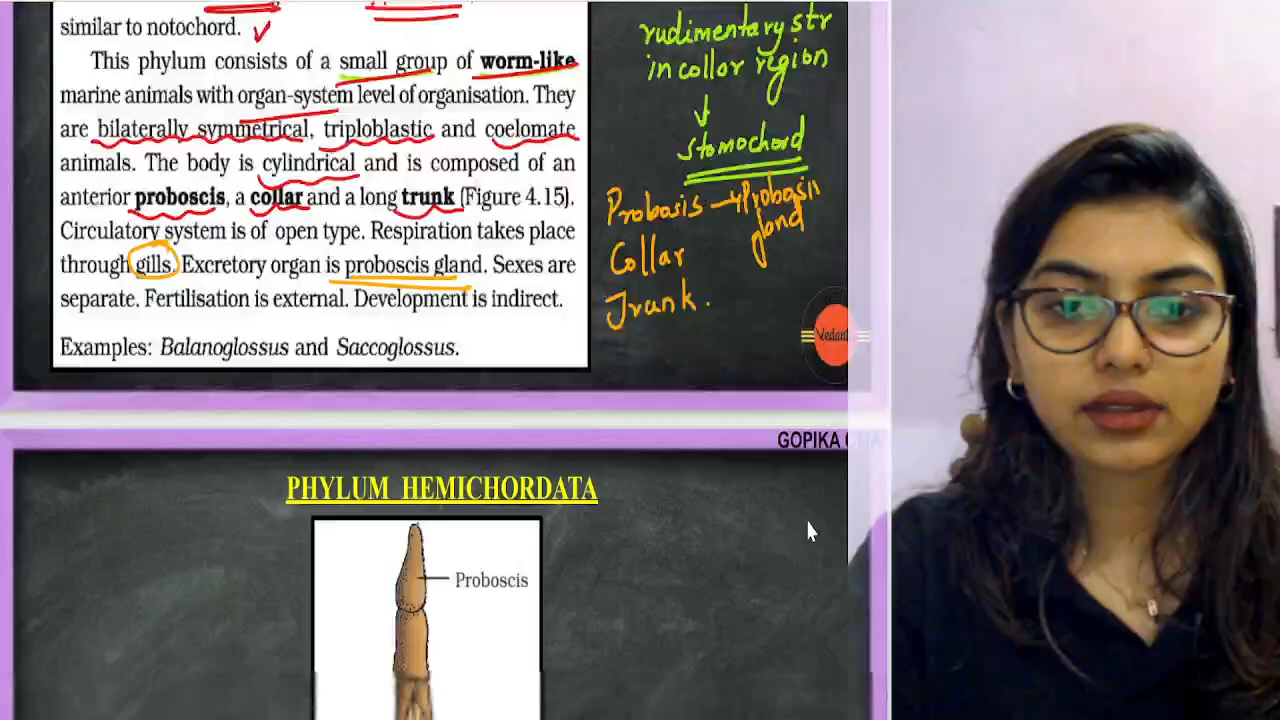 similar to notochord.
This phylum consists of a small group of worm-like
marine animals with organ-system level of organisation. They
are bilaterally symmetrical, triploblastic and coelomate
animals. The body is cylindrical and is composed of an
anterior proboscis, a collar and a long trunk (Figure 4.15).
Circulatory system is of open type. Respiration takes place
through gills. Excretory organ is proboscis gland. Sexes are
separate. Fertilisation is external. Development is indirect.
Examples: Balanoglossus and Saccoglossus.
rudimentary str
in collor region
stomochord
Probosis → Probosis
gland
Collar
Trunk.
Vedant
GOPIKA
PHYLUM HEMICHORDATA
Proboscis